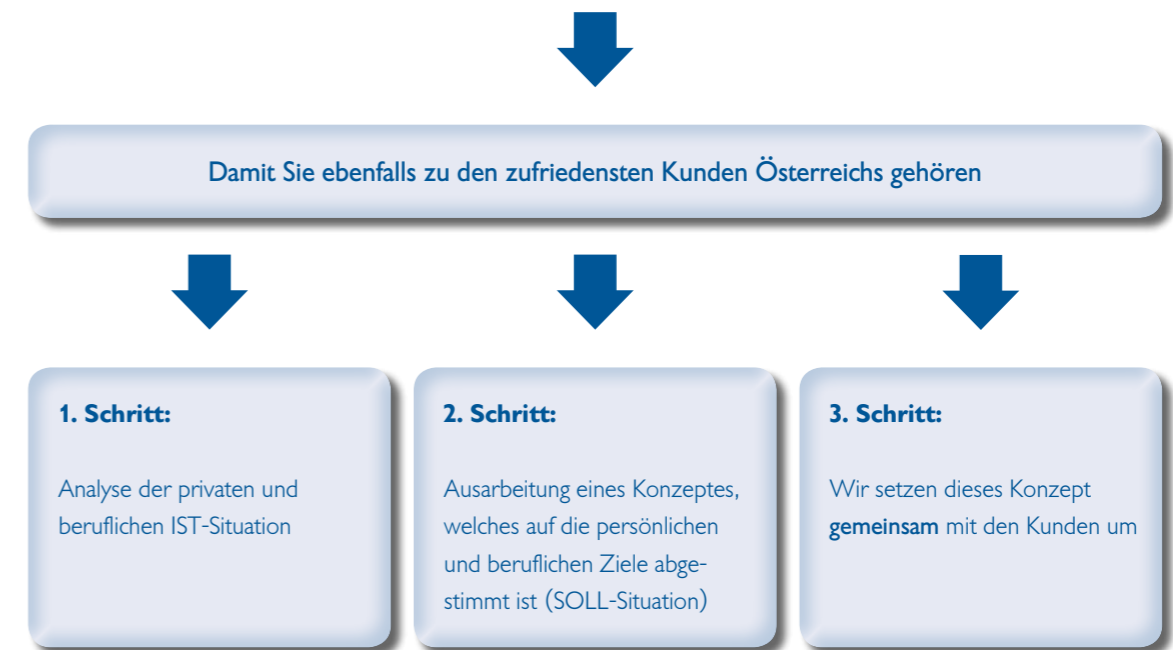 Damit Sie ebenfalls zu den zufriedensten Kunden Österreichs gehören
1. Schritt:
Analyse der privaten und
beruflichen IST-Situation
2. Schritt:
Ausarbeitung eines Konzeptes,
welches auf die persönlichen
und beruflichen Ziele abge-
stimmt ist (SOLL-Situation)
3. Schritt:
Wir setzen dieses Konzept
gemeinsam mit den Kunden um